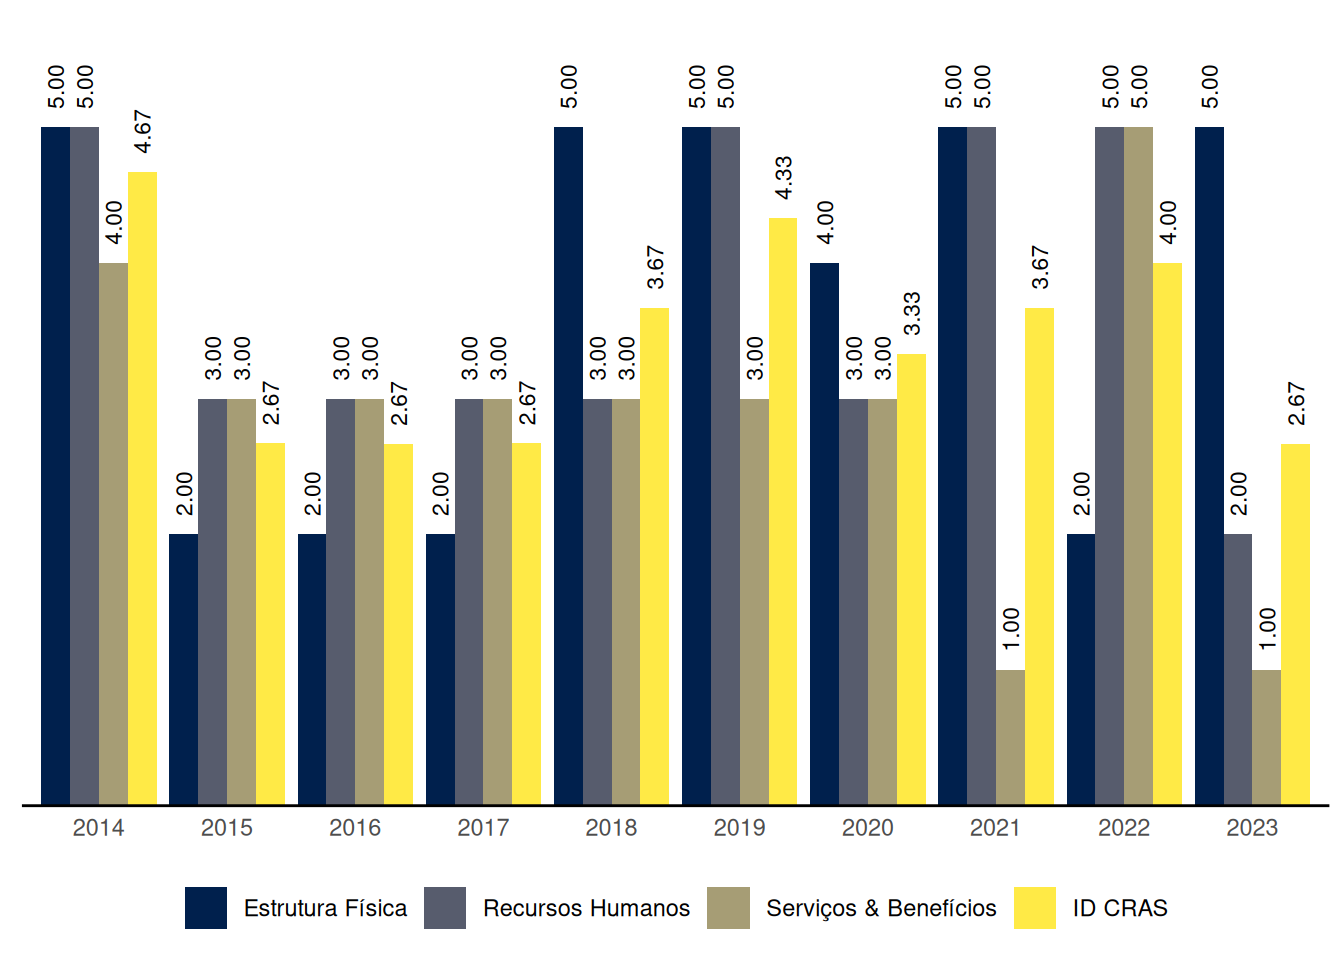 5.00 5.00 4.00 4.67
2.00 3.00 3.00 2.67
2.00 3.00 3.00 2.67
2.00 3.00 3.00 2.67
5.00 3.00 3.00 3.67
5.00 5.00 3.00 4.33
4.00 3.00 3.00 3.33
5.00 5.00 1.00 3.67
2.00 5.00 5.00 4.00
5.00 2.00 1.00 2.67
2014 2015 2016 2017 2018 2019 2020 2021 2022 2023
Estrutura Física Recursos Humanos Serviços & Benefícios ID CRAS